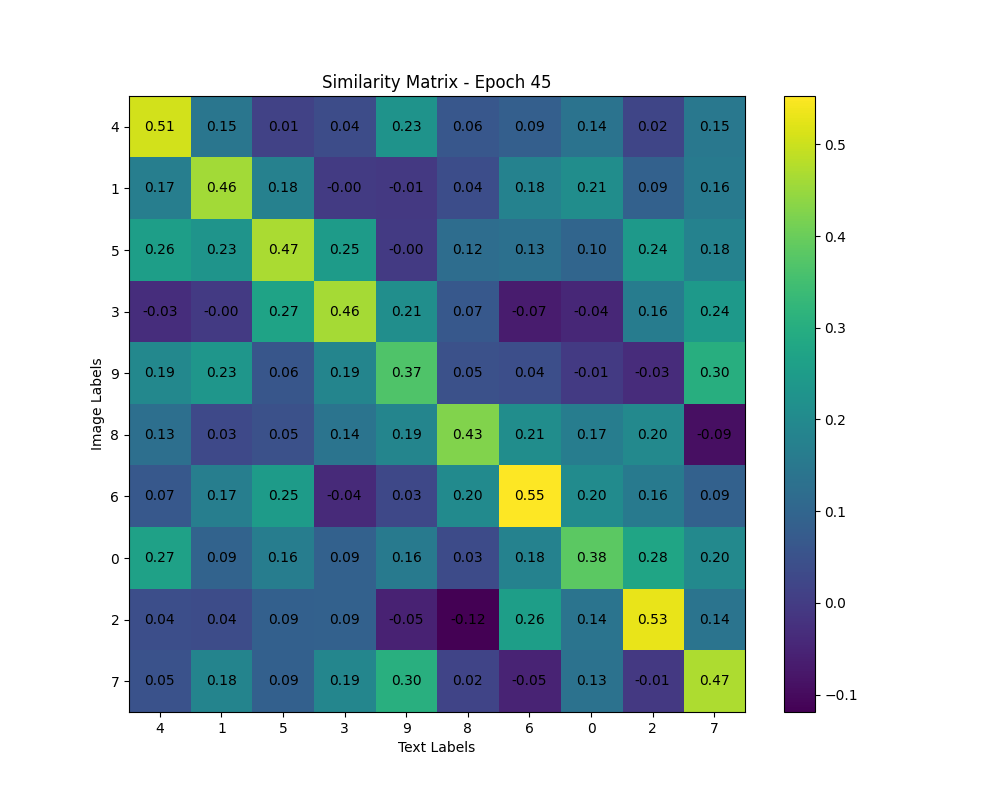 Similarity Matrix - Epoch 45
4 0.51 0.15 0.01 0.04 0.23 0.06 0.09 0.14 0.02 0.15
1 0.17 0.46 0.18 -0.00 -0.01 0.04 0.18 0.21 0.09 0.16
5 0.26 0.23 0.47 0.25 -0.00 0.12 0.13 0.10 0.24 0.18
3 -0.03 -0.00 0.27 0.46 0.21 0.07 -0.07 -0.04 0.16 0.24
9 0.19 0.23 0.06 0.19 0.37 0.05 0.04 -0.01 -0.03 0.30
8 0.13 0.03 0.05 0.14 0.19 0.43 0.21 0.17 0.20 -0.09
6 0.07 0.17 0.25 -0.04 0.03 0.20 0.55 0.20 0.16 0.09
0 0.27 0.09 0.16 0.09 0.16 0.03 0.18 0.38 0.28 0.20
2 0.04 0.04 0.09 0.09 -0.05 -0.12 0.26 0.14 0.53 0.14
7 0.05 0.18 0.09 0.19 0.30 0.02 -0.05 0.13 -0.01 0.47
4 1 5 3 9 8 6 0 2 7
Text Labels
Image Labels
0.5
0.4
0.3
0.2
0.1
0.0
−0.1